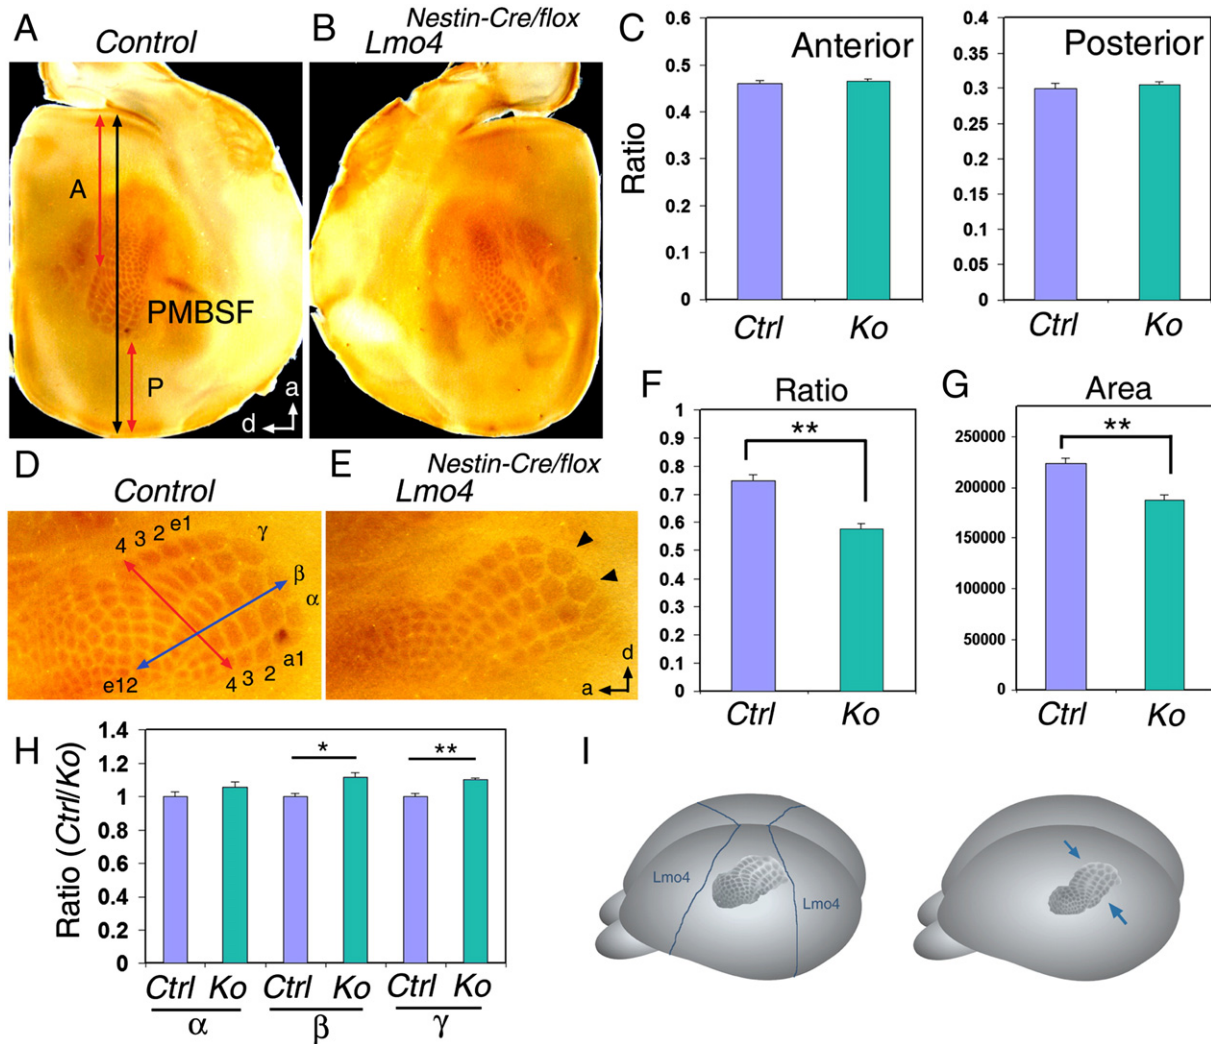 A
Control
B
Lmo4 Nestin-Cre/flox
A
PMBSF
P
a
d
C
Ratio
Anterior
0.6
0.5
0.4
0.3
0.2
0.1
0
Ctrl Ko
Posterior
0.4
0.35
0.3
0.25
0.2
0.15
0.1
0.05
0
Ctrl Ko
D
Control
4 3 2 e1
γ
β
α
a1
2
3
4
e12
E
Lmo4 Nestin-Cre/flox
d
a
F
Ratio
**
1
0.9
0.8
0.7
0.6
0.5
0.4
0.3
0.2
0.1
0
Ctrl Ko
G
Area
**
250000
200000
150000
100000
50000
0
Ctrl Ko
H
Ratio (Ctrl/Ko)
1.4
1.2
1
0.8
0.6
0.4
0.2
0
* **
Ctrl Ko Ctrl Ko Ctrl Ko
α β γ
I
Lmo4
Lmo4